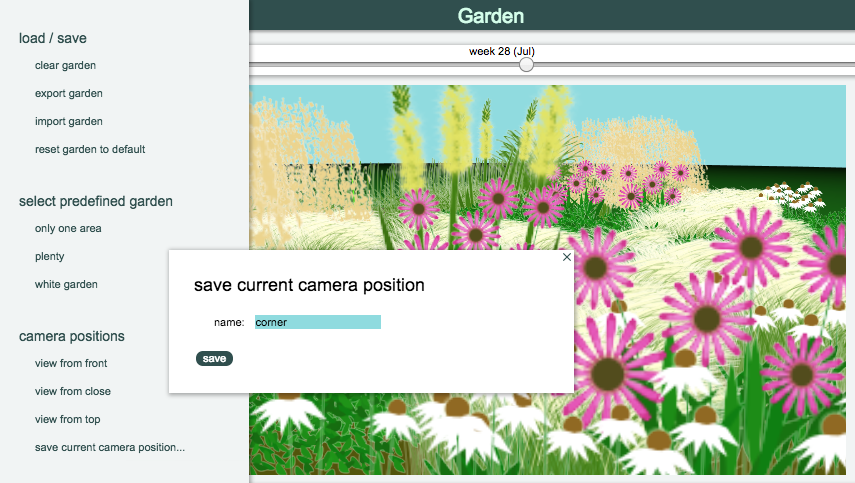 Garden
week 28 (Jul)
load / save
clear garden
export garden
import garden
reset garden to default
select predefined garden
only one area
plenty
white garden
camera positions
view from front
view from close
view from top
save current camera position...
save current camera position
name: corner
save